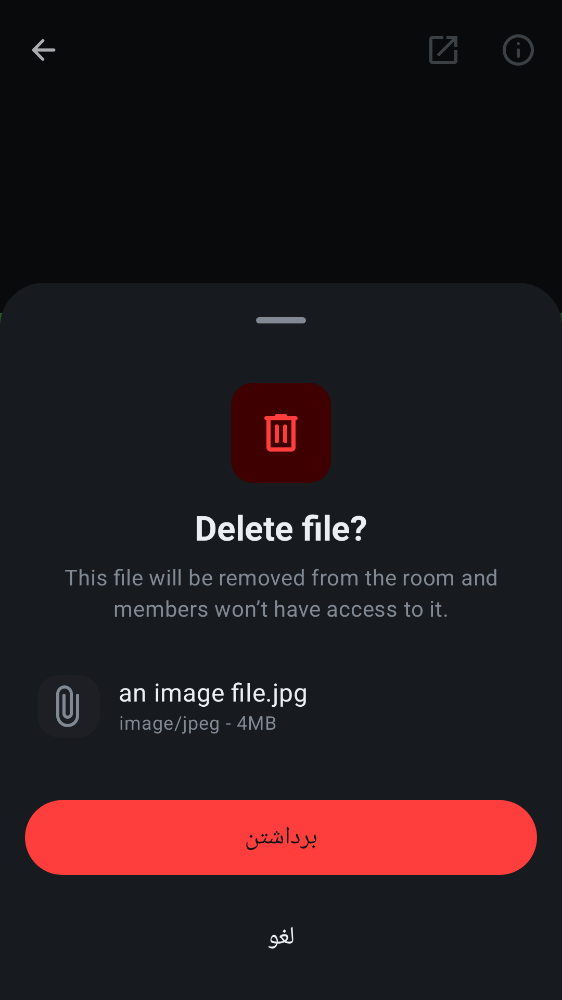 Delete file?
This file will be removed from the room and
members won’t have access to it.
an image file.jpg
image/jpeg - 4MB
برداشتن
لغو